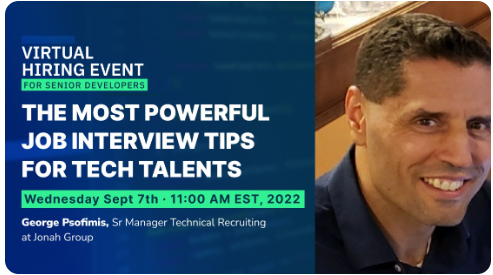 VIRTUAL
HIRING EVENT
FOR SENIOR DEVELOPERS
THE MOST POWERFUL
JOB INTERVIEW TIPS
FOR TECH TALENTS
Wednesday Sept 7th · 11:00 AM EST, 2022
George Psofimis, Sr Manager Technical Recruiting
at Jonah Group